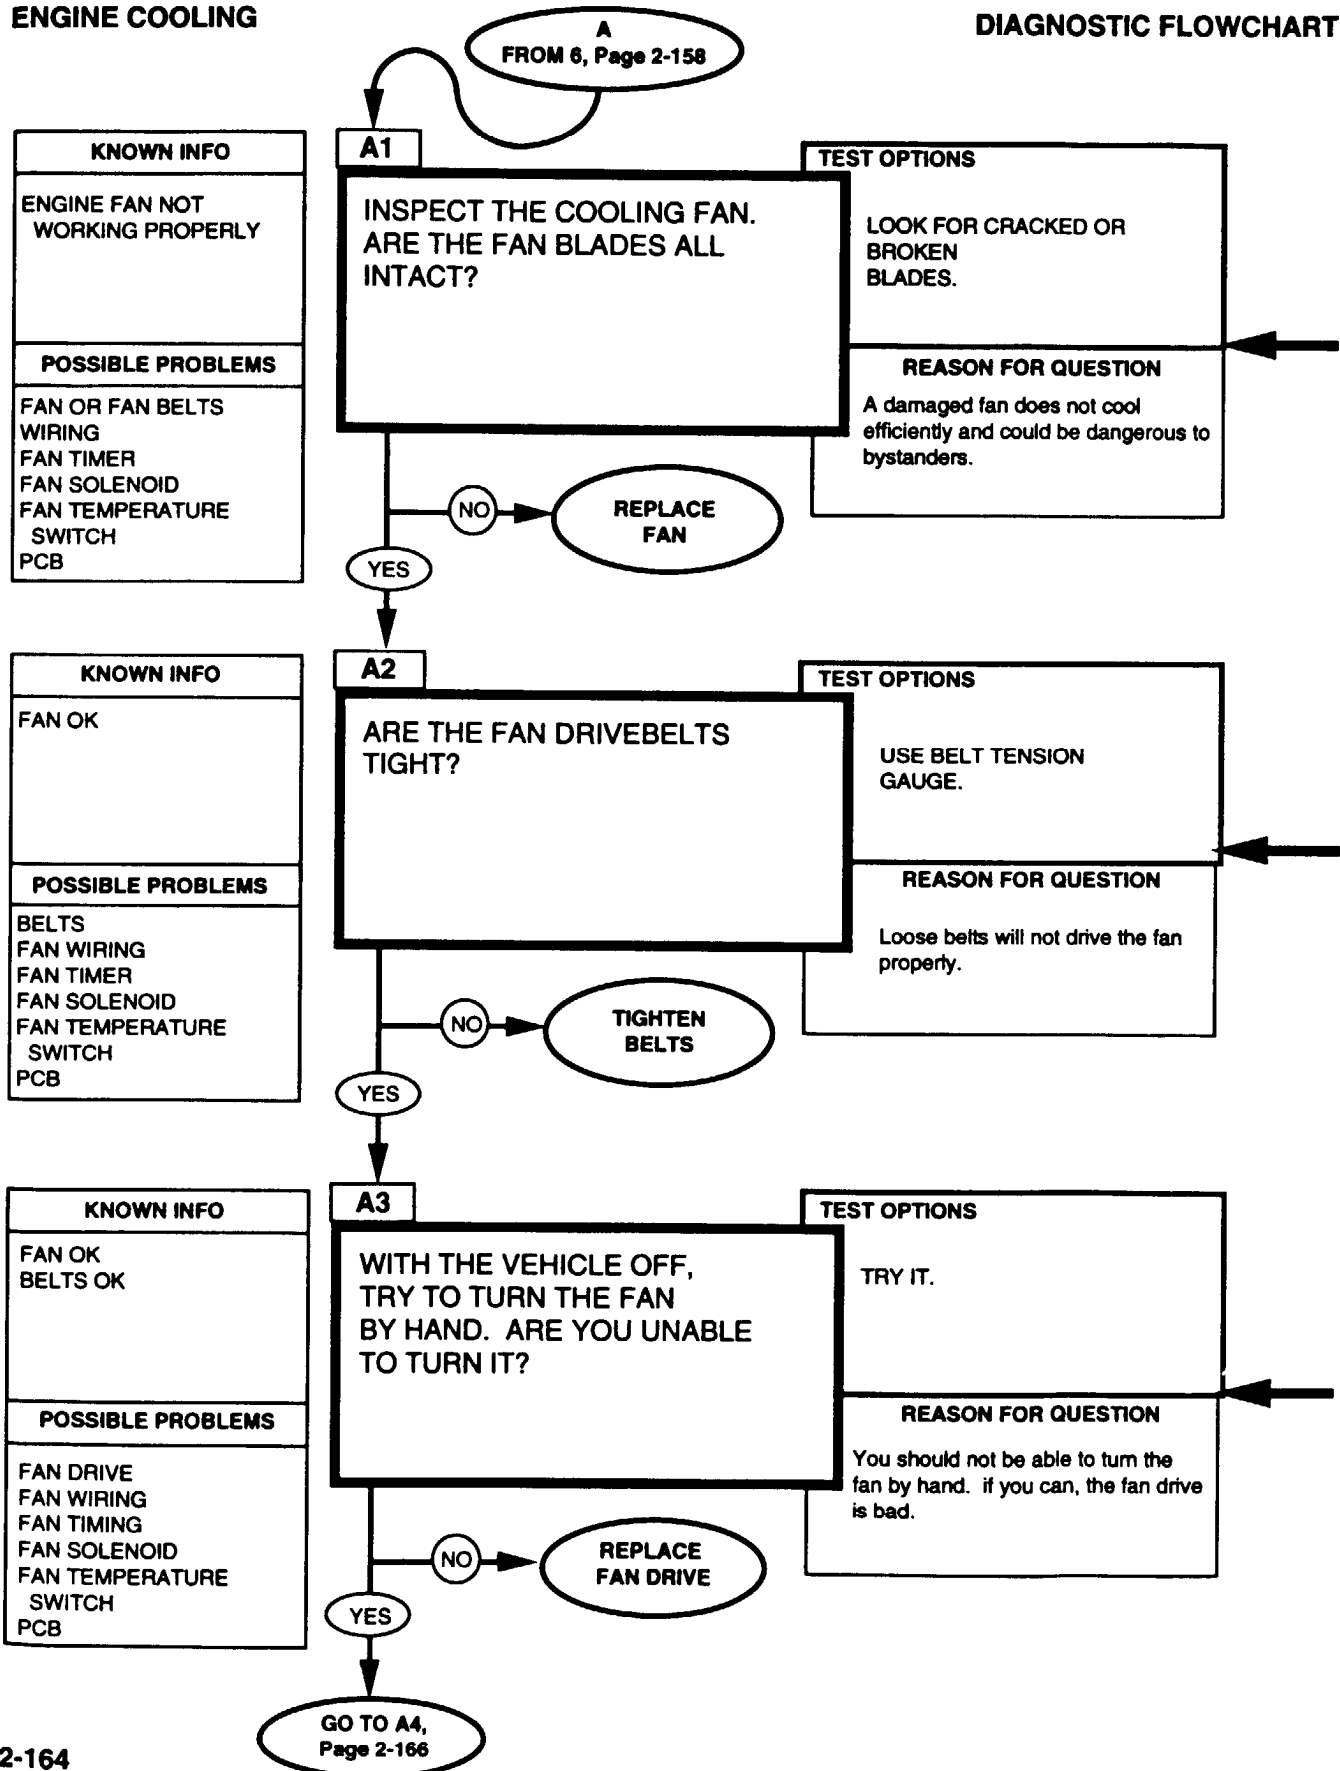 ENGINE COOLING
DIAGNOSTIC FLOWCHART
A
FROM 6, Page 2-158
KNOWN INFO
ENGINE FAN NOT
WORKING PROPERLY
POSSIBLE PROBLEMS
FAN OR FAN BELTS
WIRING
FAN TIMER
FAN SOLENOID
FAN TEMPERATURE
SWITCH
PCB
A1
INSPECT THE COOLING FAN.
ARE THE FAN BLADES ALL
INTACT?
TEST OPTIONS
LOOK FOR CRACKED OR
BROKEN
BLADES.
REASON FOR QUESTION
A damaged fan does not cool
efficiently and could be dangerous to
bystanders.
NO
REPLACE
FAN
YES
KNOWN INFO
FAN OK
POSSIBLE PROBLEMS
BELTS
FAN WIRING
FAN TIMER
FAN SOLENOID
FAN TEMPERATURE
SWITCH
PCB
A2
ARE THE FAN DRIVEBELTS
TIGHT?
TEST OPTIONS
USE BELT TENSION
GAUGE.
REASON FOR QUESTION
Loose belts will not drive the fan
properly.
NO
TIGHTEN
BELTS
YES
KNOWN INFO
FAN OK
BELTS OK
POSSIBLE PROBLEMS
FAN DRIVE
FAN WIRING
FAN TIMING
FAN SOLENOID
FAN TEMPERATURE
SWITCH
PCB
A3
WITH THE VEHICLE OFF,
TRY TO TURN THE FAN
BY HAND. ARE YOU UNABLE
TO TURN IT?
TEST OPTIONS
TRY IT.
REASON FOR QUESTION
You should not be able to turn the
fan by hand. if you can, the fan drive
is bad.
NO
REPLACE
FAN DRIVE
YES
GO TO A4,
Page 2-166
2-164